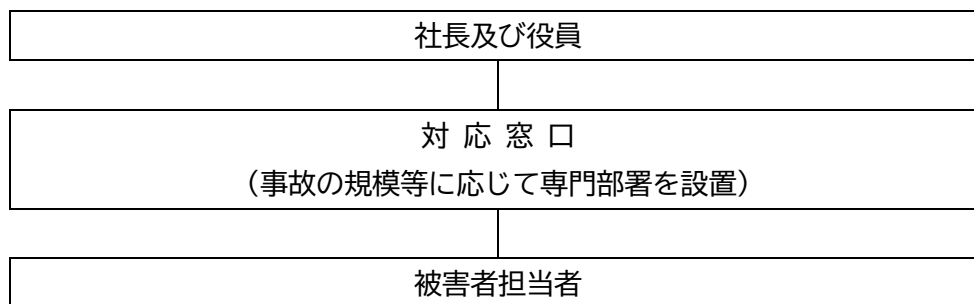 社長及び役員
対 応 窓 口
（事故の規模等に応じて専門部署を設置）
被害者担当者